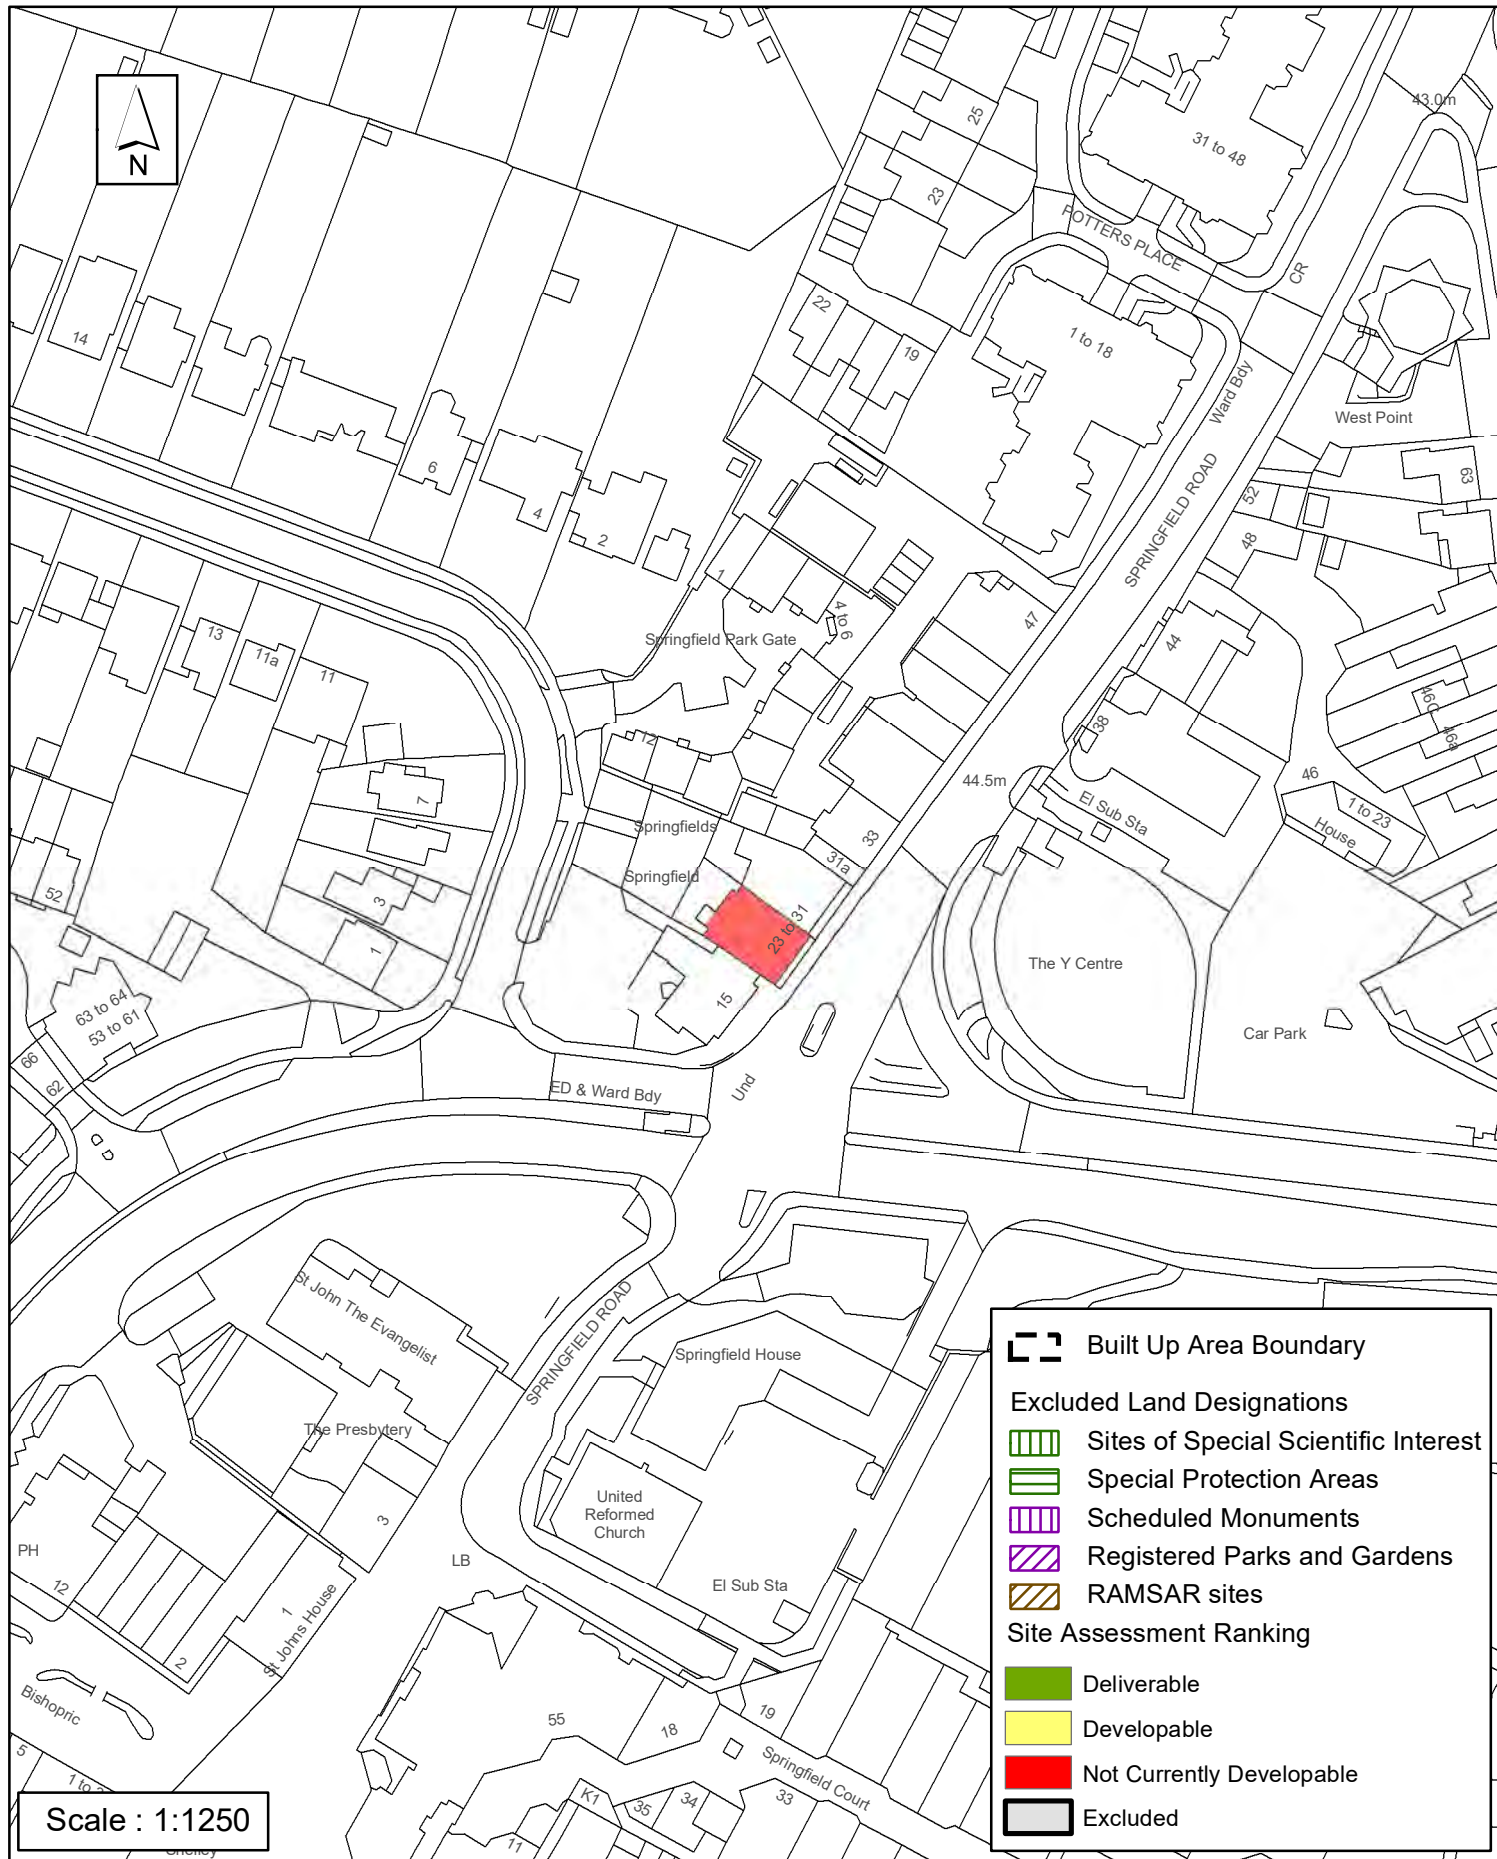 N
43.0m
25
31 to 48
23
POTTERS PLACE
CR
22
19
1 to 18
14
Ward Bdy
West Point
6
4
2
SPRINGFIELD ROAD
63
52
48
1
4 to 6
47
Springfield Park Gate
44
13
11a
11
12
38
46C
46a
44.5m
46
7
El Sub Sta
1 to 23
House
Springfields
33
31a
Springfield
52
3
1
23 to 31
The Y Centre
15
63 to 64
53 to 61
Car Park
66
62
ED & Ward Bdy
Und
St John The Evangelist
SPRINGFIELD ROAD
Springfield House
The Presbytery
3
United
Reformed
Church
PH
LB
El Sub Sta
12
1
St Johns House
2
Bishopric
55
18
19
5
Springfield Court
K1
35
34
33
11
Scale : 1:1250
Built Up Area Boundary
Excluded Land Designations
Sites of Special Scientific Interest
Special Protection Areas
Scheduled Monuments
Registered Parks and Gardens
RAMSAR sites
Site Assessment Ranking
Deliverable
Developable
Not Currently Developable
Excluded